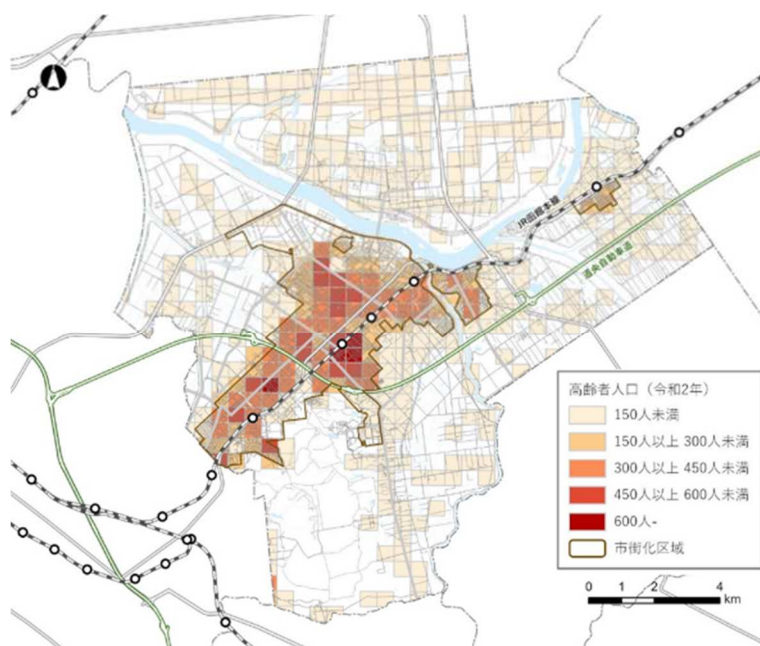 JR函館本線
道央自動車道
高齢者人口（令和2年）
150人未満
150人以上 300人未満
300人以上 450人未満
450人以上 600人未満
600人-
市街化区域
0 1 2 4
km